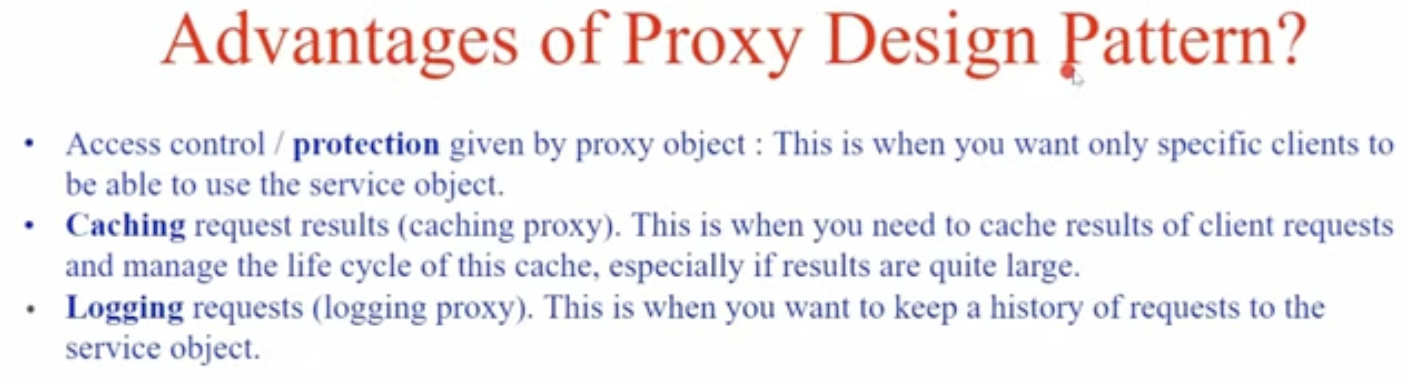 Advantages of Proxy Design Pattern?
• Access control / protection given by proxy object : This is when you want only specific clients to
be able to use the service object.
• Caching request results (caching proxy). This is when you need to cache results of client requests
and manage the life cycle of this cache, especially if results are quite large.
• Logging requests (logging proxy). This is when you want to keep a history of requests to the
service object.